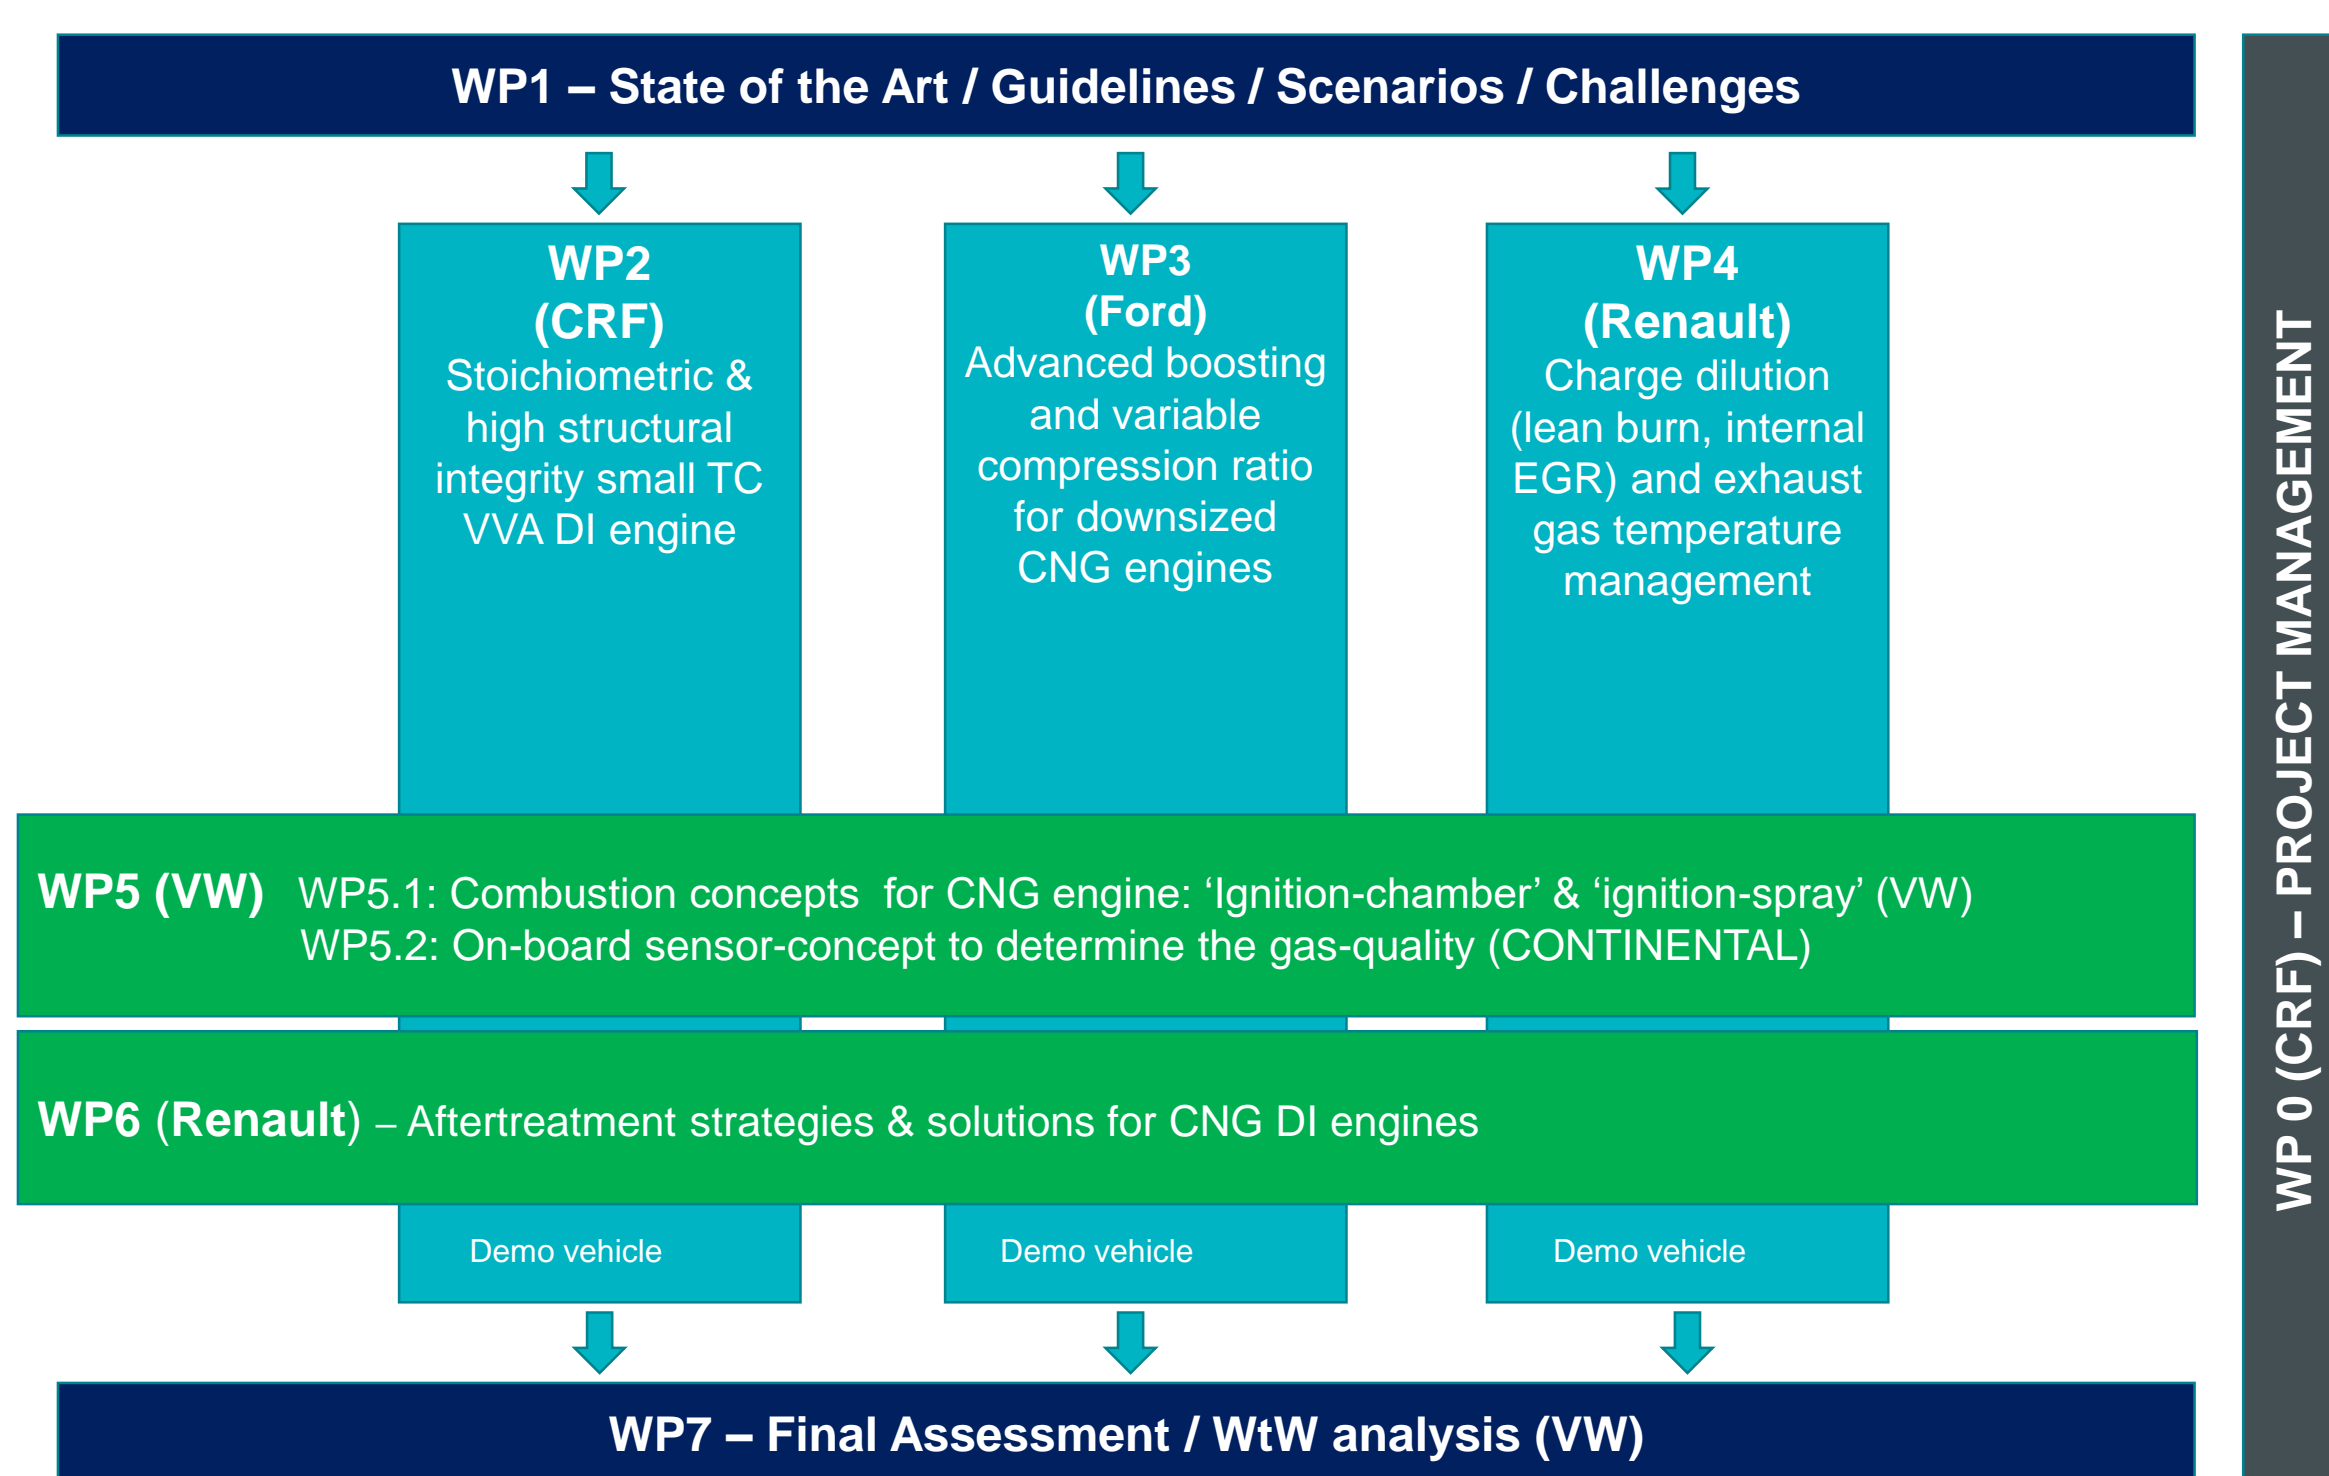 WP1 – State of the Art / Guidelines / Scenarios / Challenges
WP2
(CRF)
Stoichiometric &
high structural
integrity small TC
VVA DI engine
WP3
(Ford)
Advanced boosting
and variable
compression ratio
for downsized
CNG engines
WP4
(Renault)
Charge dilution
(lean burn, internal
EGR) and exhaust
gas temperature
management
WP5 (VW) WP5.1: Combustion concepts for CNG engine: ‘Ignition-chamber’ & ‘ignition-spray’ (VW)
WP5.2: On-board sensor-concept to determine the gas-quality (CONTINENTAL)
WP6 (Renault) – Aftertreatment strategies & solutions for CNG DI engines
Demo vehicle
Demo vehicle
Demo vehicle
WP7 – Final Assessment / WtW analysis (VW)
WP 0 (CRF) – PROJECT MANAGEMENT